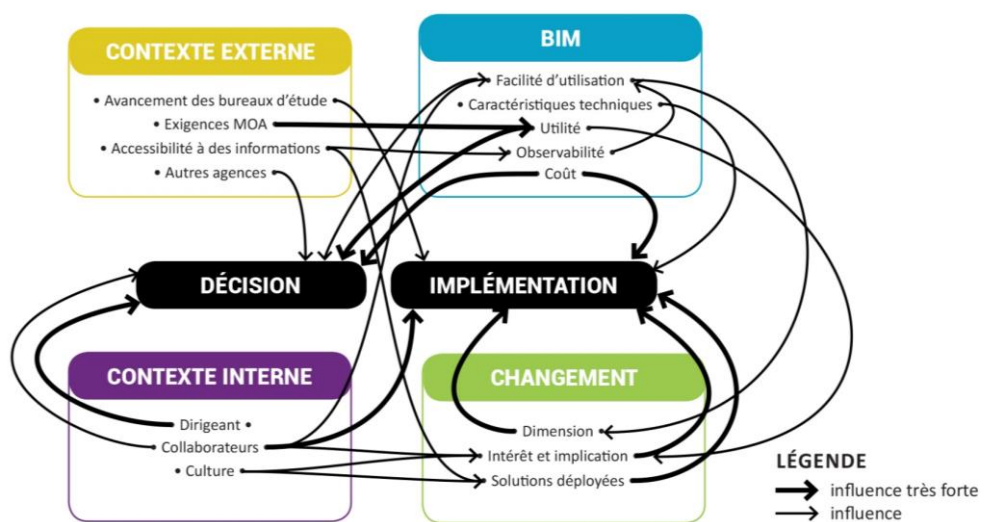 CONTEXTE EXTERNE
• Avancement des bureaux d'étude
• Exigences MOA
• Accessibilité à des informations
• Autres agences
BIM
Facilité d'utilisation
• Caractéristiques techniques
Utilité
Observabilité
Coût
DÉCISION
IMPLÉMENTATION
CONTEXTE INTERNE
Dirigeant •
Collaborateurs
• Culture
CHANGEMENT
Dimension
Intérêt et implication
Solutions déployées
LÉGENDE
influence très forte
influence